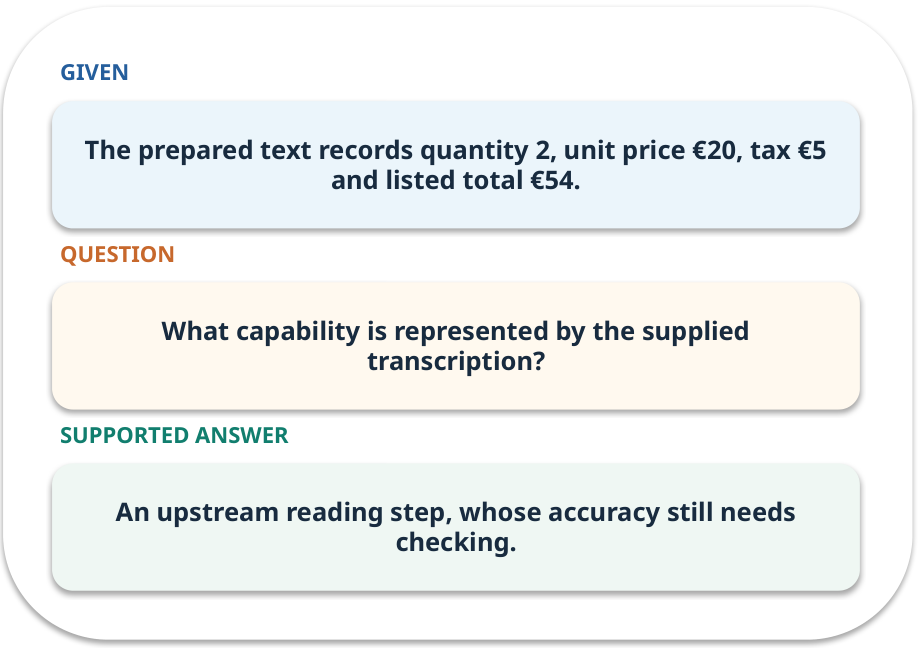 GIVEN
The prepared text records quantity 2, unit price €20, tax €5
and listed total €54.
QUESTION
What capability is represented by the supplied
transcription?
SUPPORTED ANSWER
An upstream reading step, whose accuracy still needs
checking.